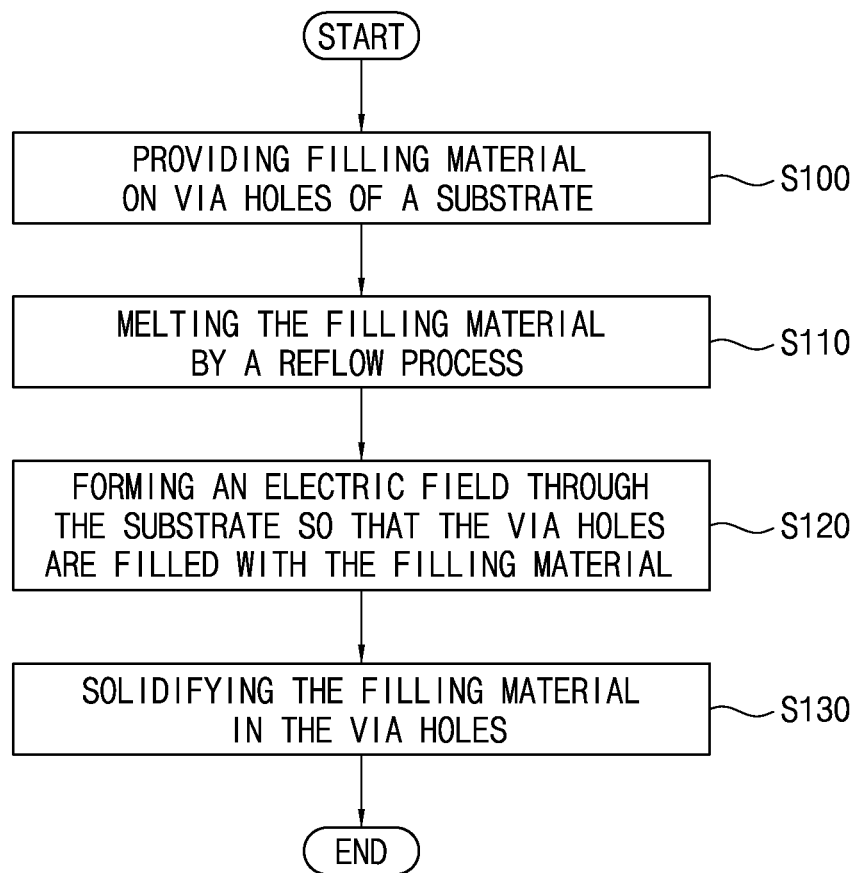 START
PROVIDING FILLING MATERIAL
ON VIA HOLES OF A SUBSTRATE
S100
MELTING THE FILLING MATERIAL
BY A REFLOW PROCESS
S110
FORMING AN ELECTRIC FIELD THROUGH
THE SUBSTRATE SO THAT THE VIA HOLES
ARE FILLED WITH THE FILLING MATERIAL
S120
SOLIDIFYING THE FILLING MATERIAL
IN THE VIA HOLES
S130
END